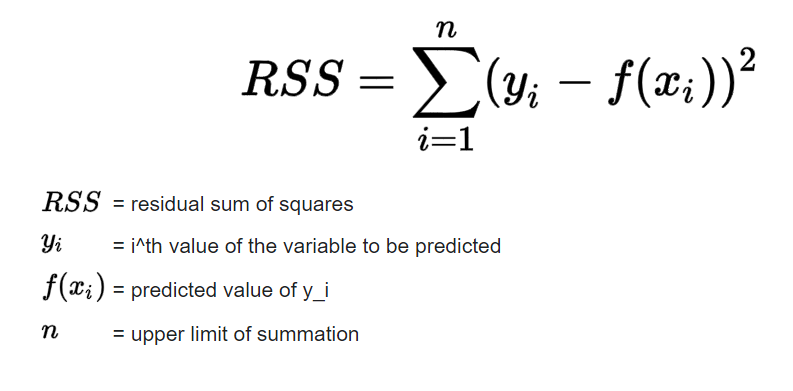 RSS = \sum_{i=1}^{n} (y_i - f(x_i))^2
RSS = residual sum of squares
y_i = i^th value of the variable to be predicted
f(x_i) = predicted value of y_i
n = upper limit of summation